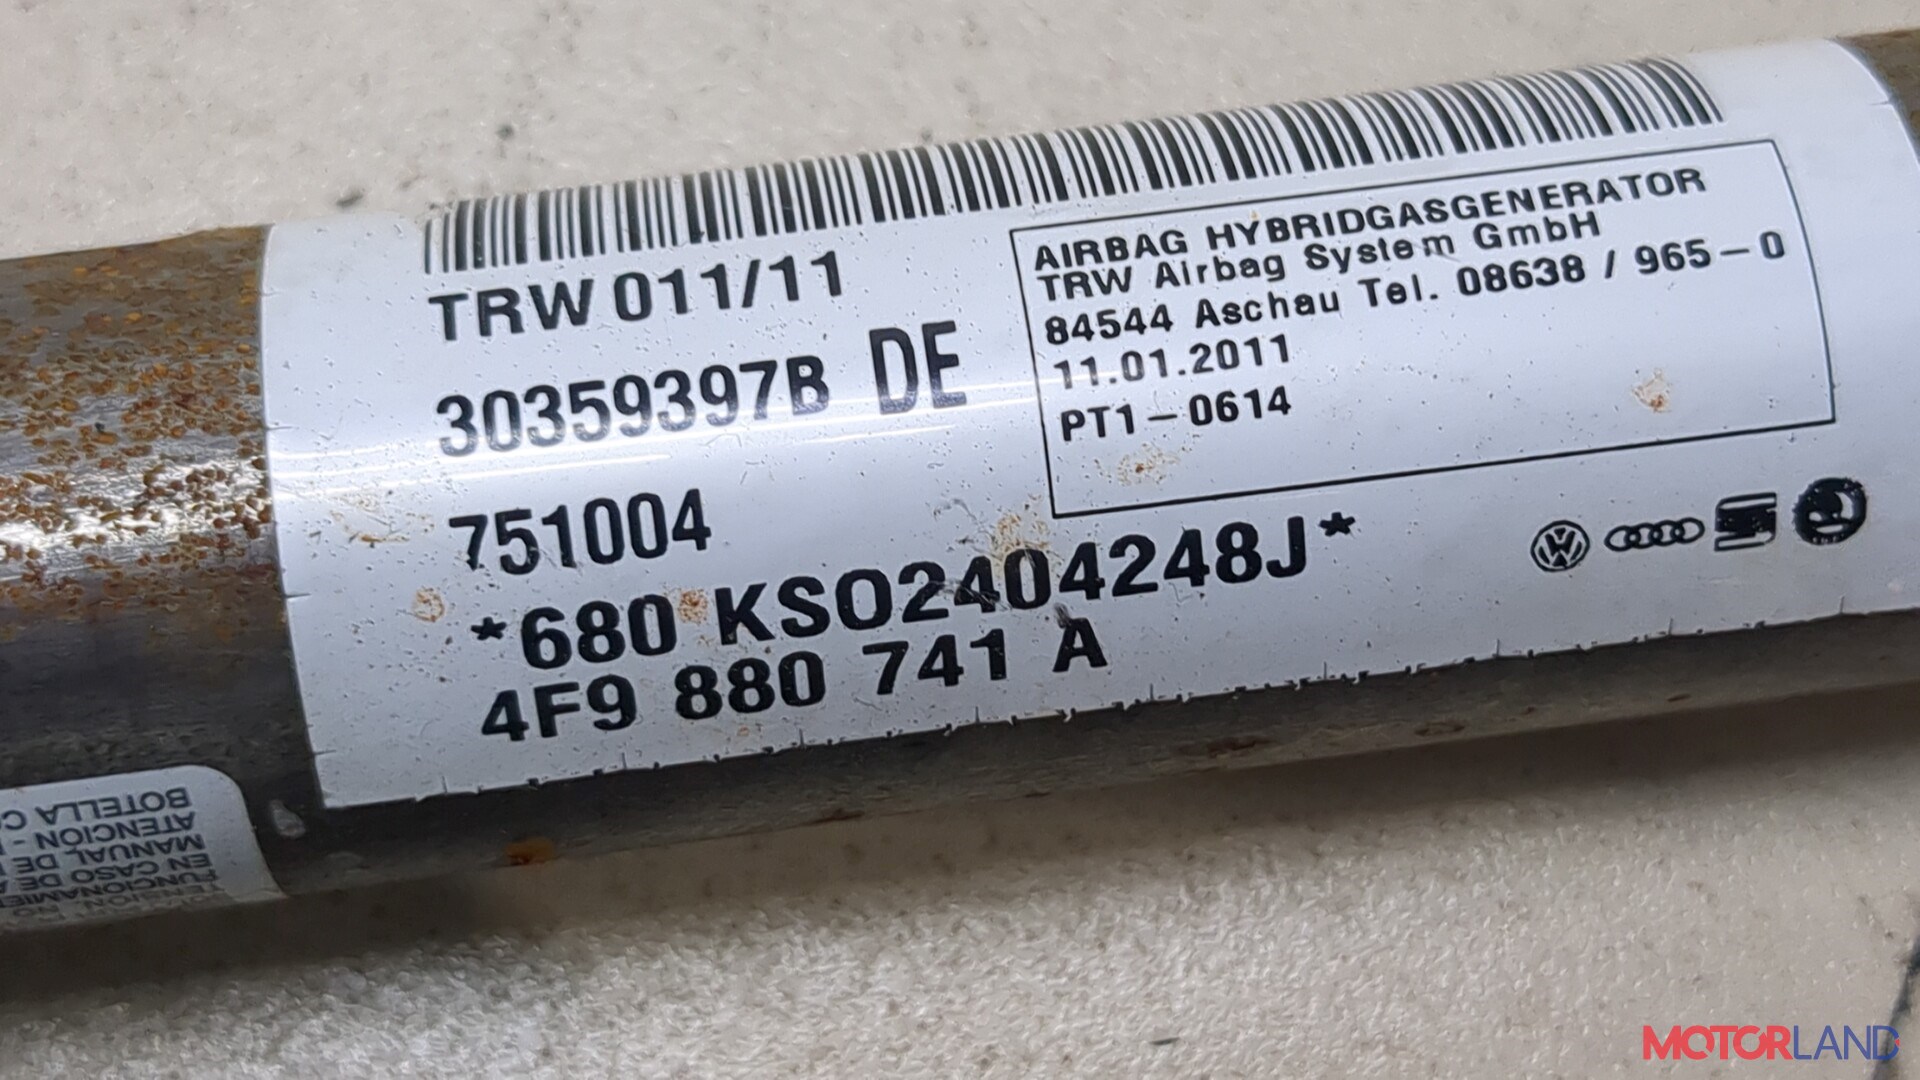 TRW 011/11
30359397B DE
751004
*680 KSO2404248J*
4F9 880 741 A
AIRBAG HYBRIDGASGENERATOR
TRW Airbag System GmbH
84544 Aschau Tel. 08638 / 965-0
11.01.2011
PT1-0614
BOTELLA
ATENCION -
MANUAL DE
EN CASO DE
MOTORLAND